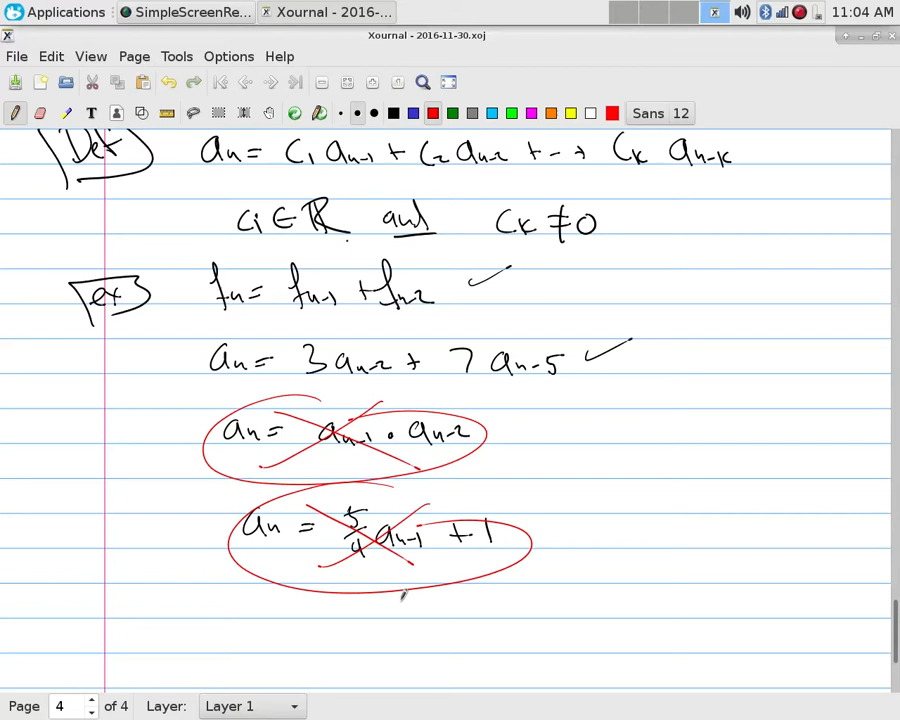 Applications SimpleScreenRe... Xournal - 2016-... 11:04 AM
Xournal - 2016-11-30.xoj
File Edit View Page Tools Options Help
Sans 12
Def aₙ = c₁ aₙ₋₁ + c₂ aₙ₋₂ + -- + cₖ aₙ₋ₖ
cᵢ ∈ ℝ and cₖ ≠ 0
ex fₙ = fₙ₋₁ + fₙ₋₂ ✓
aₙ = 3aₙ₋₂ + 7 aₙ₋₅ ✓
aₙ = aₙ₋₁ • aₙ₋₂
aₙ = 5/4 aₙ₋₁ + 1
Page 4 of 4 Layer: Layer 1